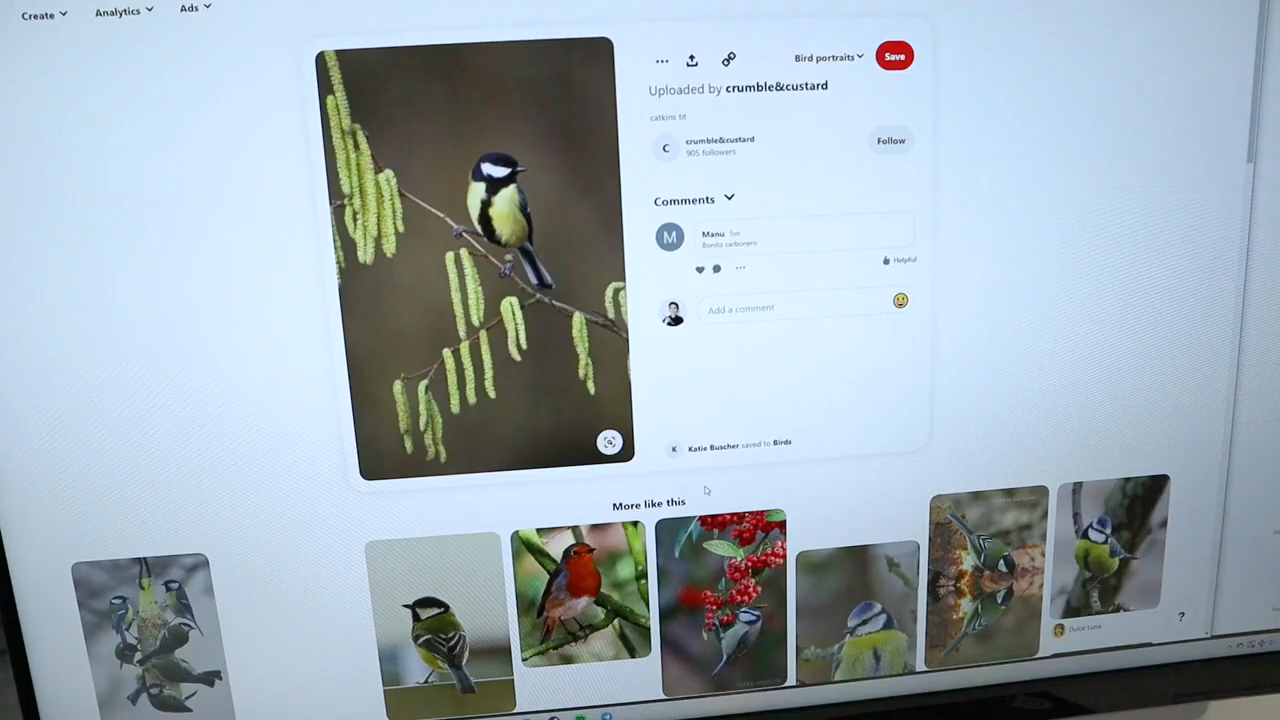 Create
Analytics
Ads
Bird portraits
Save
Uploaded by crumble&custard
catkins tit
C
crumble&custard
905 followers
Follow
Comments
M
Manu 5w
Bonito carbonero
Helpful
Add a comment
K
Katie Buscher saved to Birds
More like this
Dulce Luna
?